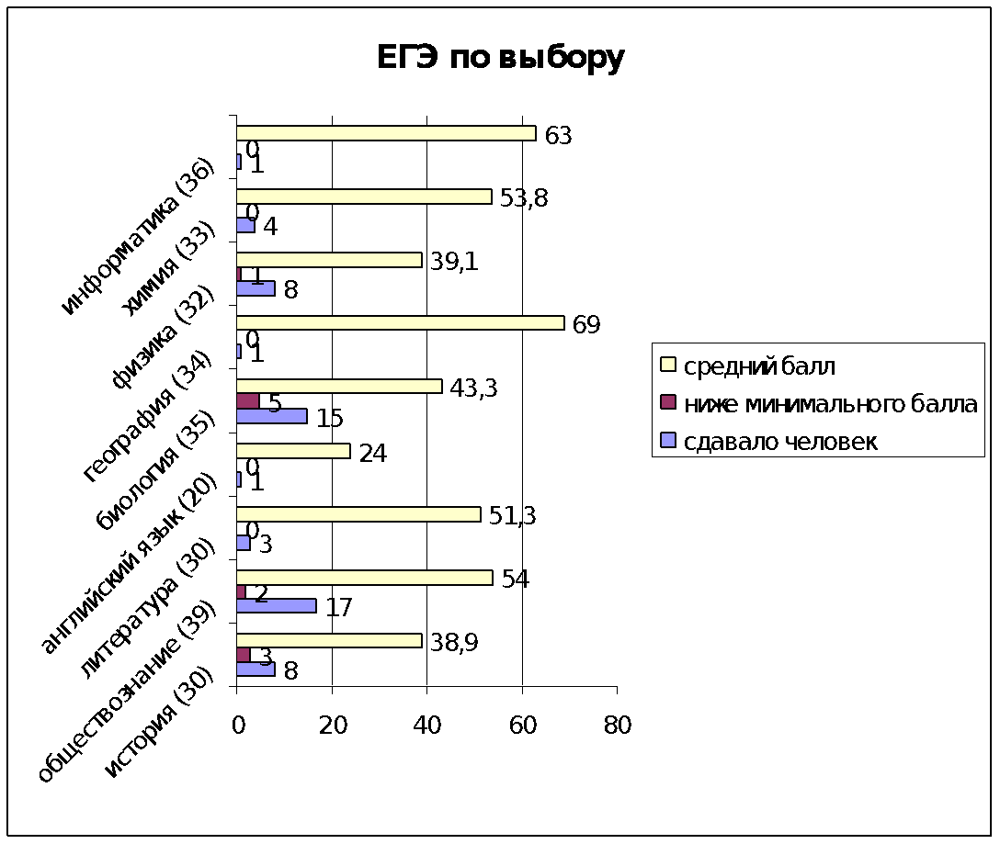 ЕГЭ по выбору
информатика (36)
63
0
1
химия (33)
53,8
0
4
физика (32)
39,1
1
8
география (34)
69
0
1
биология (35)
43,3
5
15
английский язык (20)
24
0
1
литература (30)
51,3
0
3
обществознание (39)
54
2
17
история (30)
38,9
3
8
0 20 40 60 80
средний балл
ниже минимального балла
сдавало человек